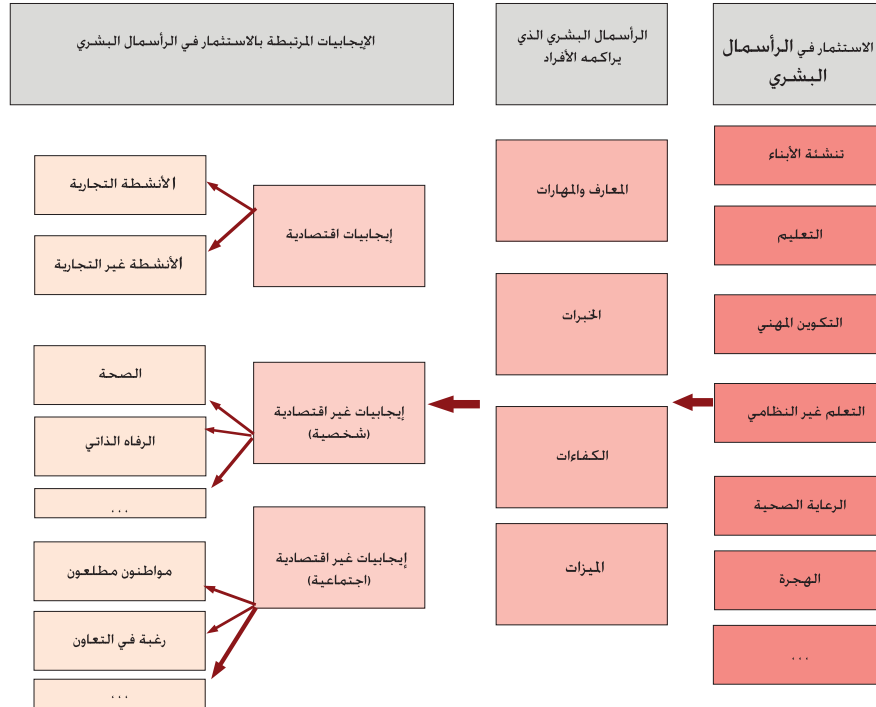 الاستثمار في الرأسمال
البشري
تنشئة الأبناء
التعليم
التكوين المهني
التعلم غير النظامي
الرعاية الصحية
الهجرة
...
الرأسمال البشري الذي
يراكمه الأفراد
المعارف والمهارات
الخبرات
الكفاءات
الميزات
الإيجابيات المرتبطة بالاستثمار في الرأسمال البشري
إيجابيات اقتصادية
الأنشطة التجارية
الأنشطة غير التجارية
إيجابيات غير اقتصادية
(شخصية)
الصحة
الرفاه الذاتي
...
إيجابيات غير اقتصادية
(اجتماعية)
مواطنون مطلعون
رغبة في التعاون
...